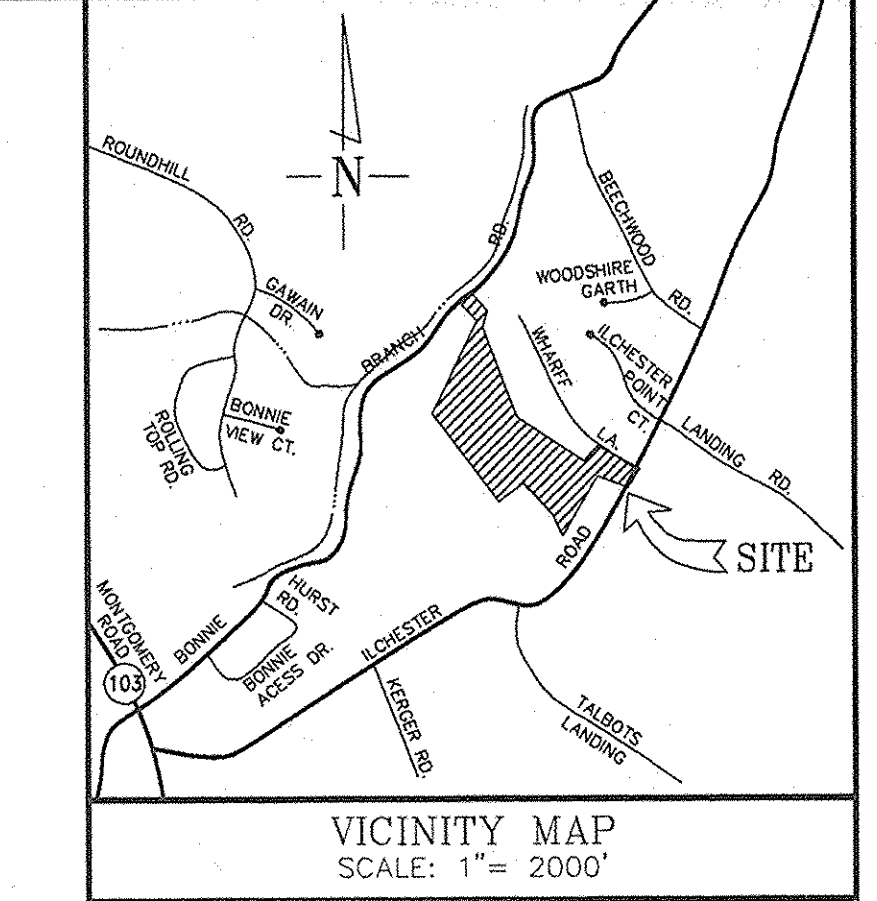 ROUNDHILL
RD.
N
RD.
BEECHWOOD
RD.
WOODSHIRE
GARTH
GAWAIN
DR.
BRANCH
WHARFF
LA.
ILCHESTER
POINT
CT.
LANDING
RD.
BONNIE
VIEW CT.
ROLLING
TOP RD.
ROAD
SITE
MONTGOMERY
ROAD
103
BONNIE
HURST
RD.
BONNIE
ACESS DR.
ILCHESTER
KERGER RD.
TALBOTS
LANDING
VICINITY MAP
SCALE: 1"= 2000'